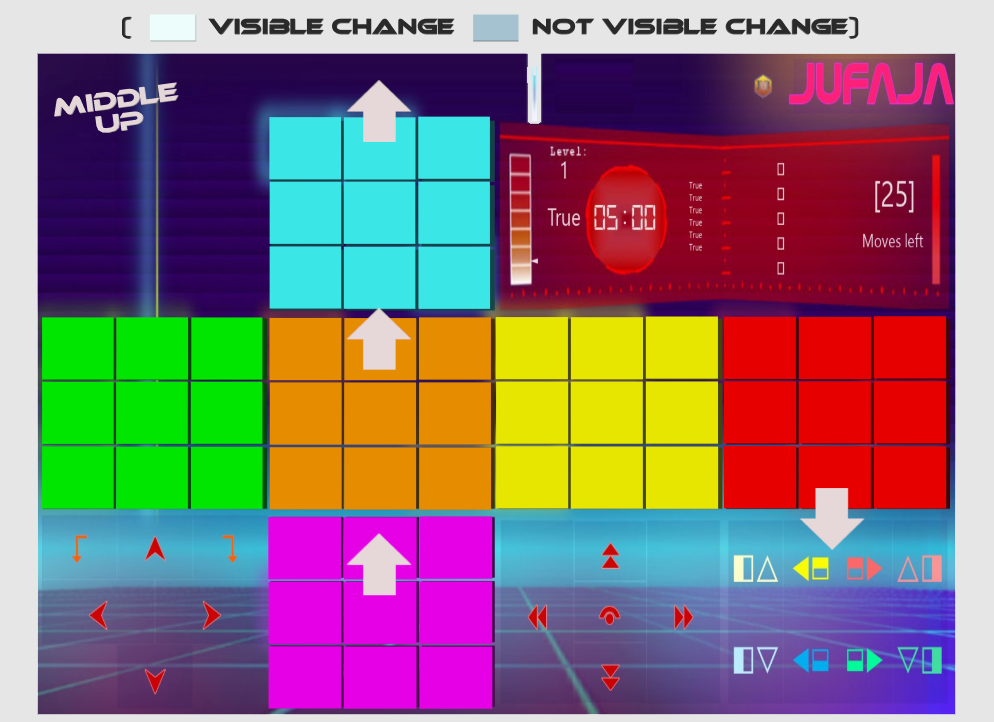 ( VISIBLE CHANGE NOT VISIBLE CHANGE)
MIDDLE
UP
JUFAJA
Level:
1
True
05:00
True
True
True
True
True
True
[25]
Moves left